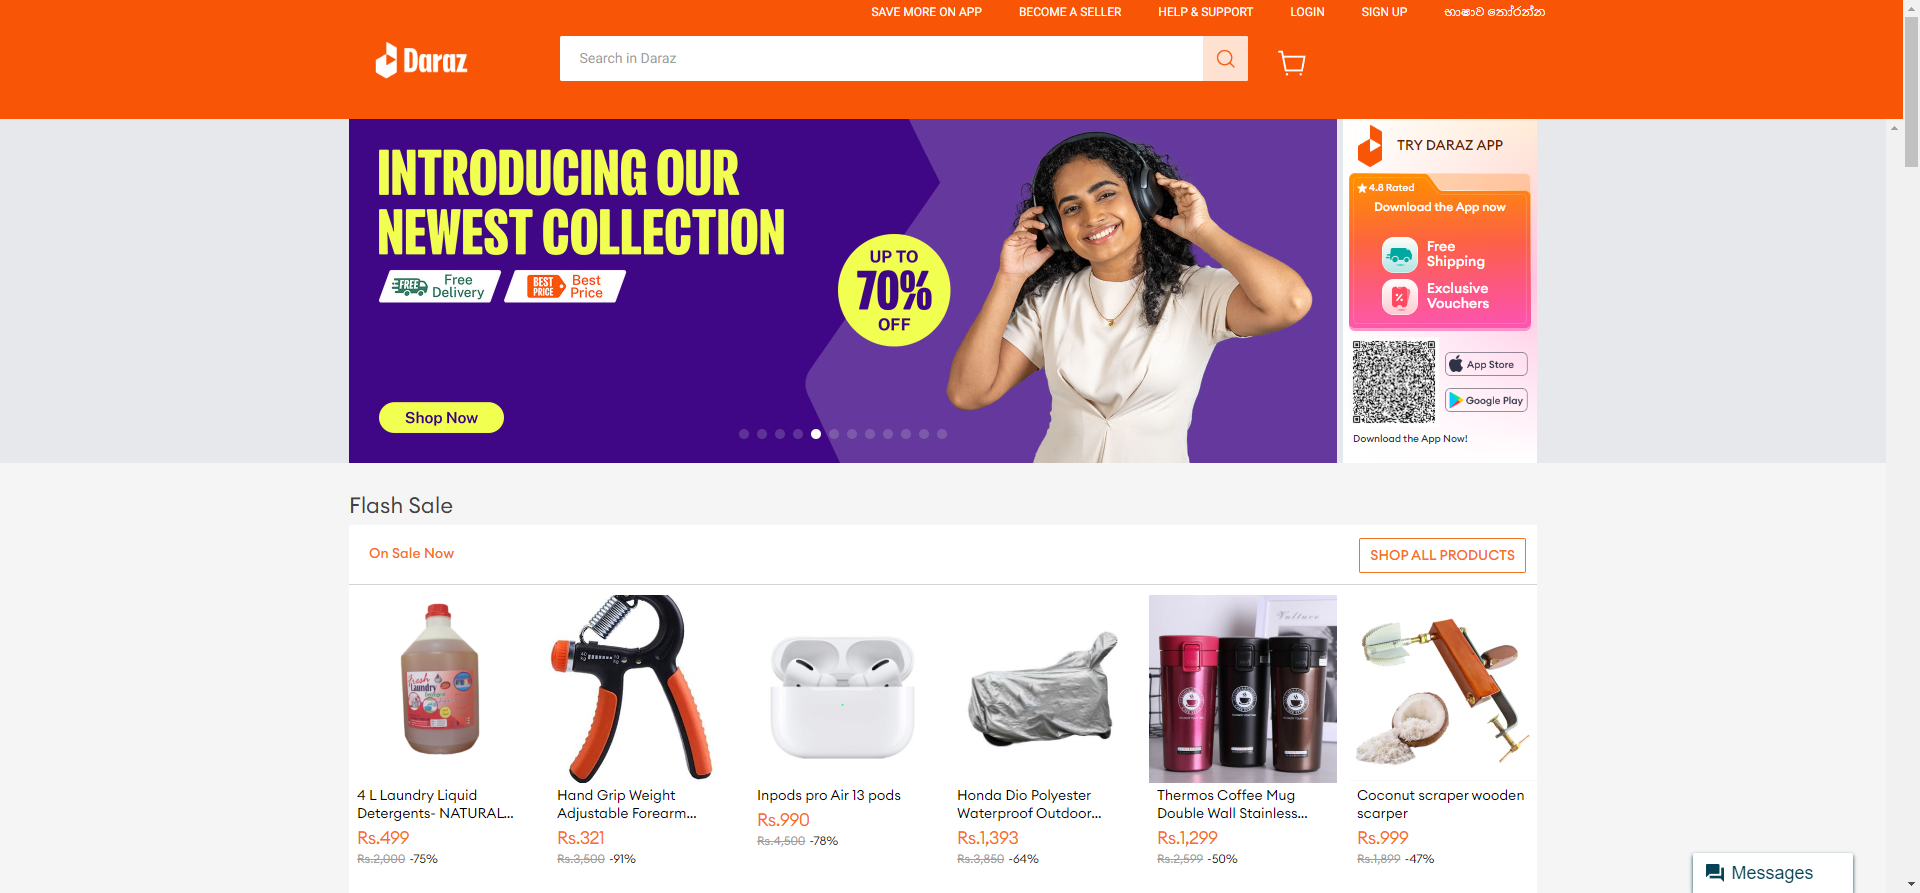 SAVE MORE ON APP
BECOME A SELLER
HELP & SUPPORT
LOGIN
SIGN UP
භාෂාව තෝරන්න
Daraz
Search in Daraz
INTRODUCING OUR
NEWEST COLLECTION
FREE
Free
Delivery
BEST
PRICE
Best
Price
UP TO
70%
OFF
Shop Now
TRY DARAZ APP
4.8 Rated
Download the App now
Free
Shipping
Exclusive
Vouchers
App Store
Google Play
Download the App Now!
Flash Sale
On Sale Now
SHOP ALL PRODUCTS
Fresh
Laundry
4 L Laundry Liquid
Detergents- NATURAL...
Rs.499
Rs.2,000 -75%
Hand Grip Weight
Adjustable Forearm...
Rs.321
Rs.3,500 -91%
Inpods pro Air 13 pods
Rs.990
Rs.4,500 -78%
Honda Dio Polyester
Waterproof Outdoor...
Rs.1,393
Rs.3,850 -64%
Thermos Coffee Mug
Double Wall Stainless...
Rs.1,299
Rs.2,599 -50%
Coconut scraper wooden
scarper
Rs.999
Rs.1,899 -47%
Messages